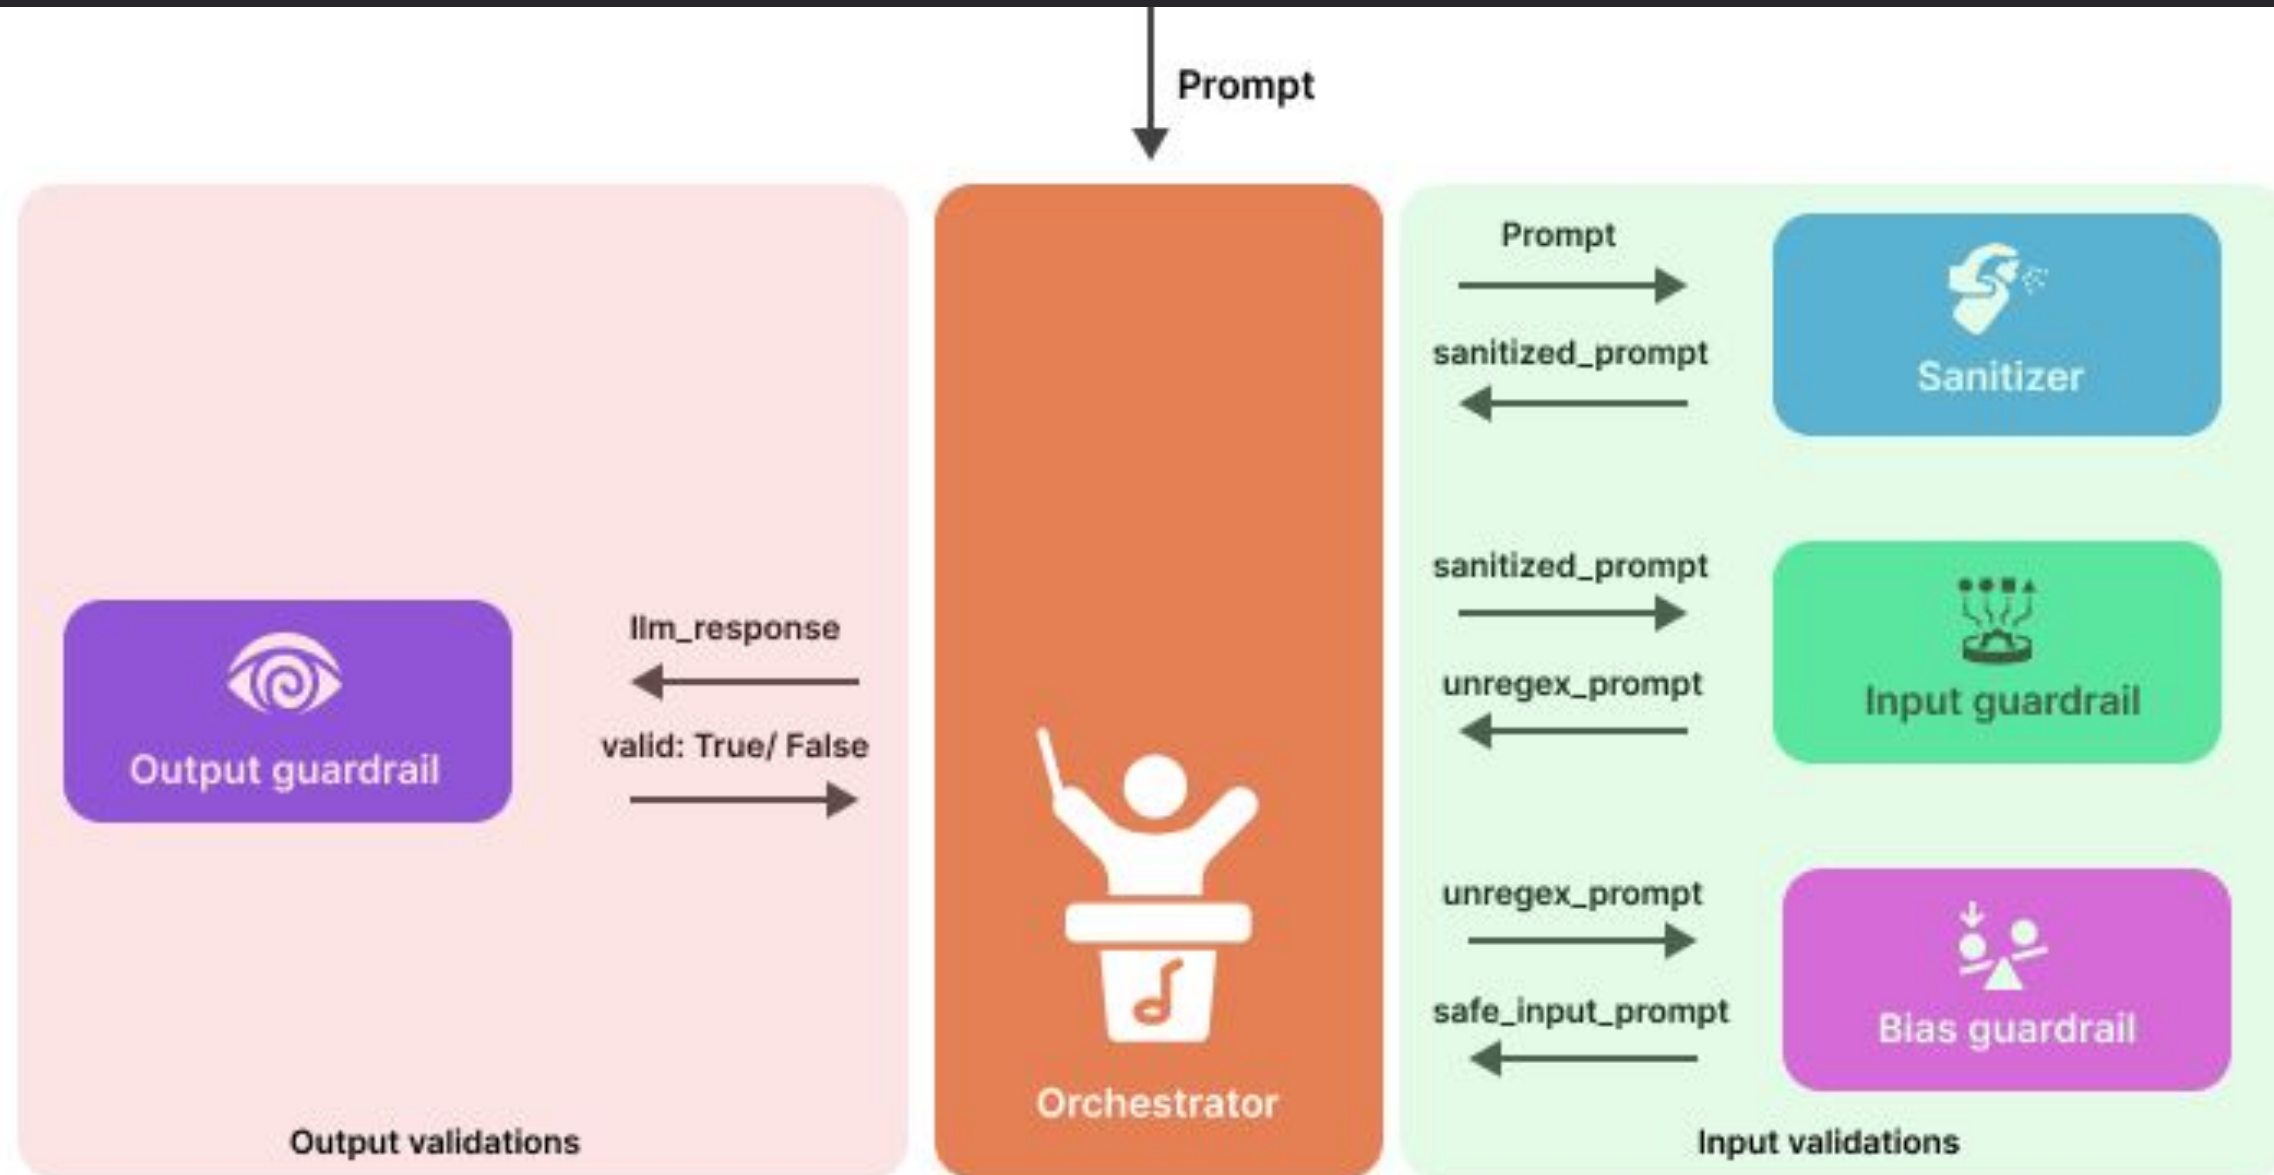 Prompt
Prompt
sanitized_prompt
Sanitizer
sanitized_prompt
unregex_prompt
Input guardrail
llm_response
valid: True/ False
Output guardrail
unregex_prompt
safe_input_prompt
Bias guardrail
Orchestrator
Output validations
Input validations